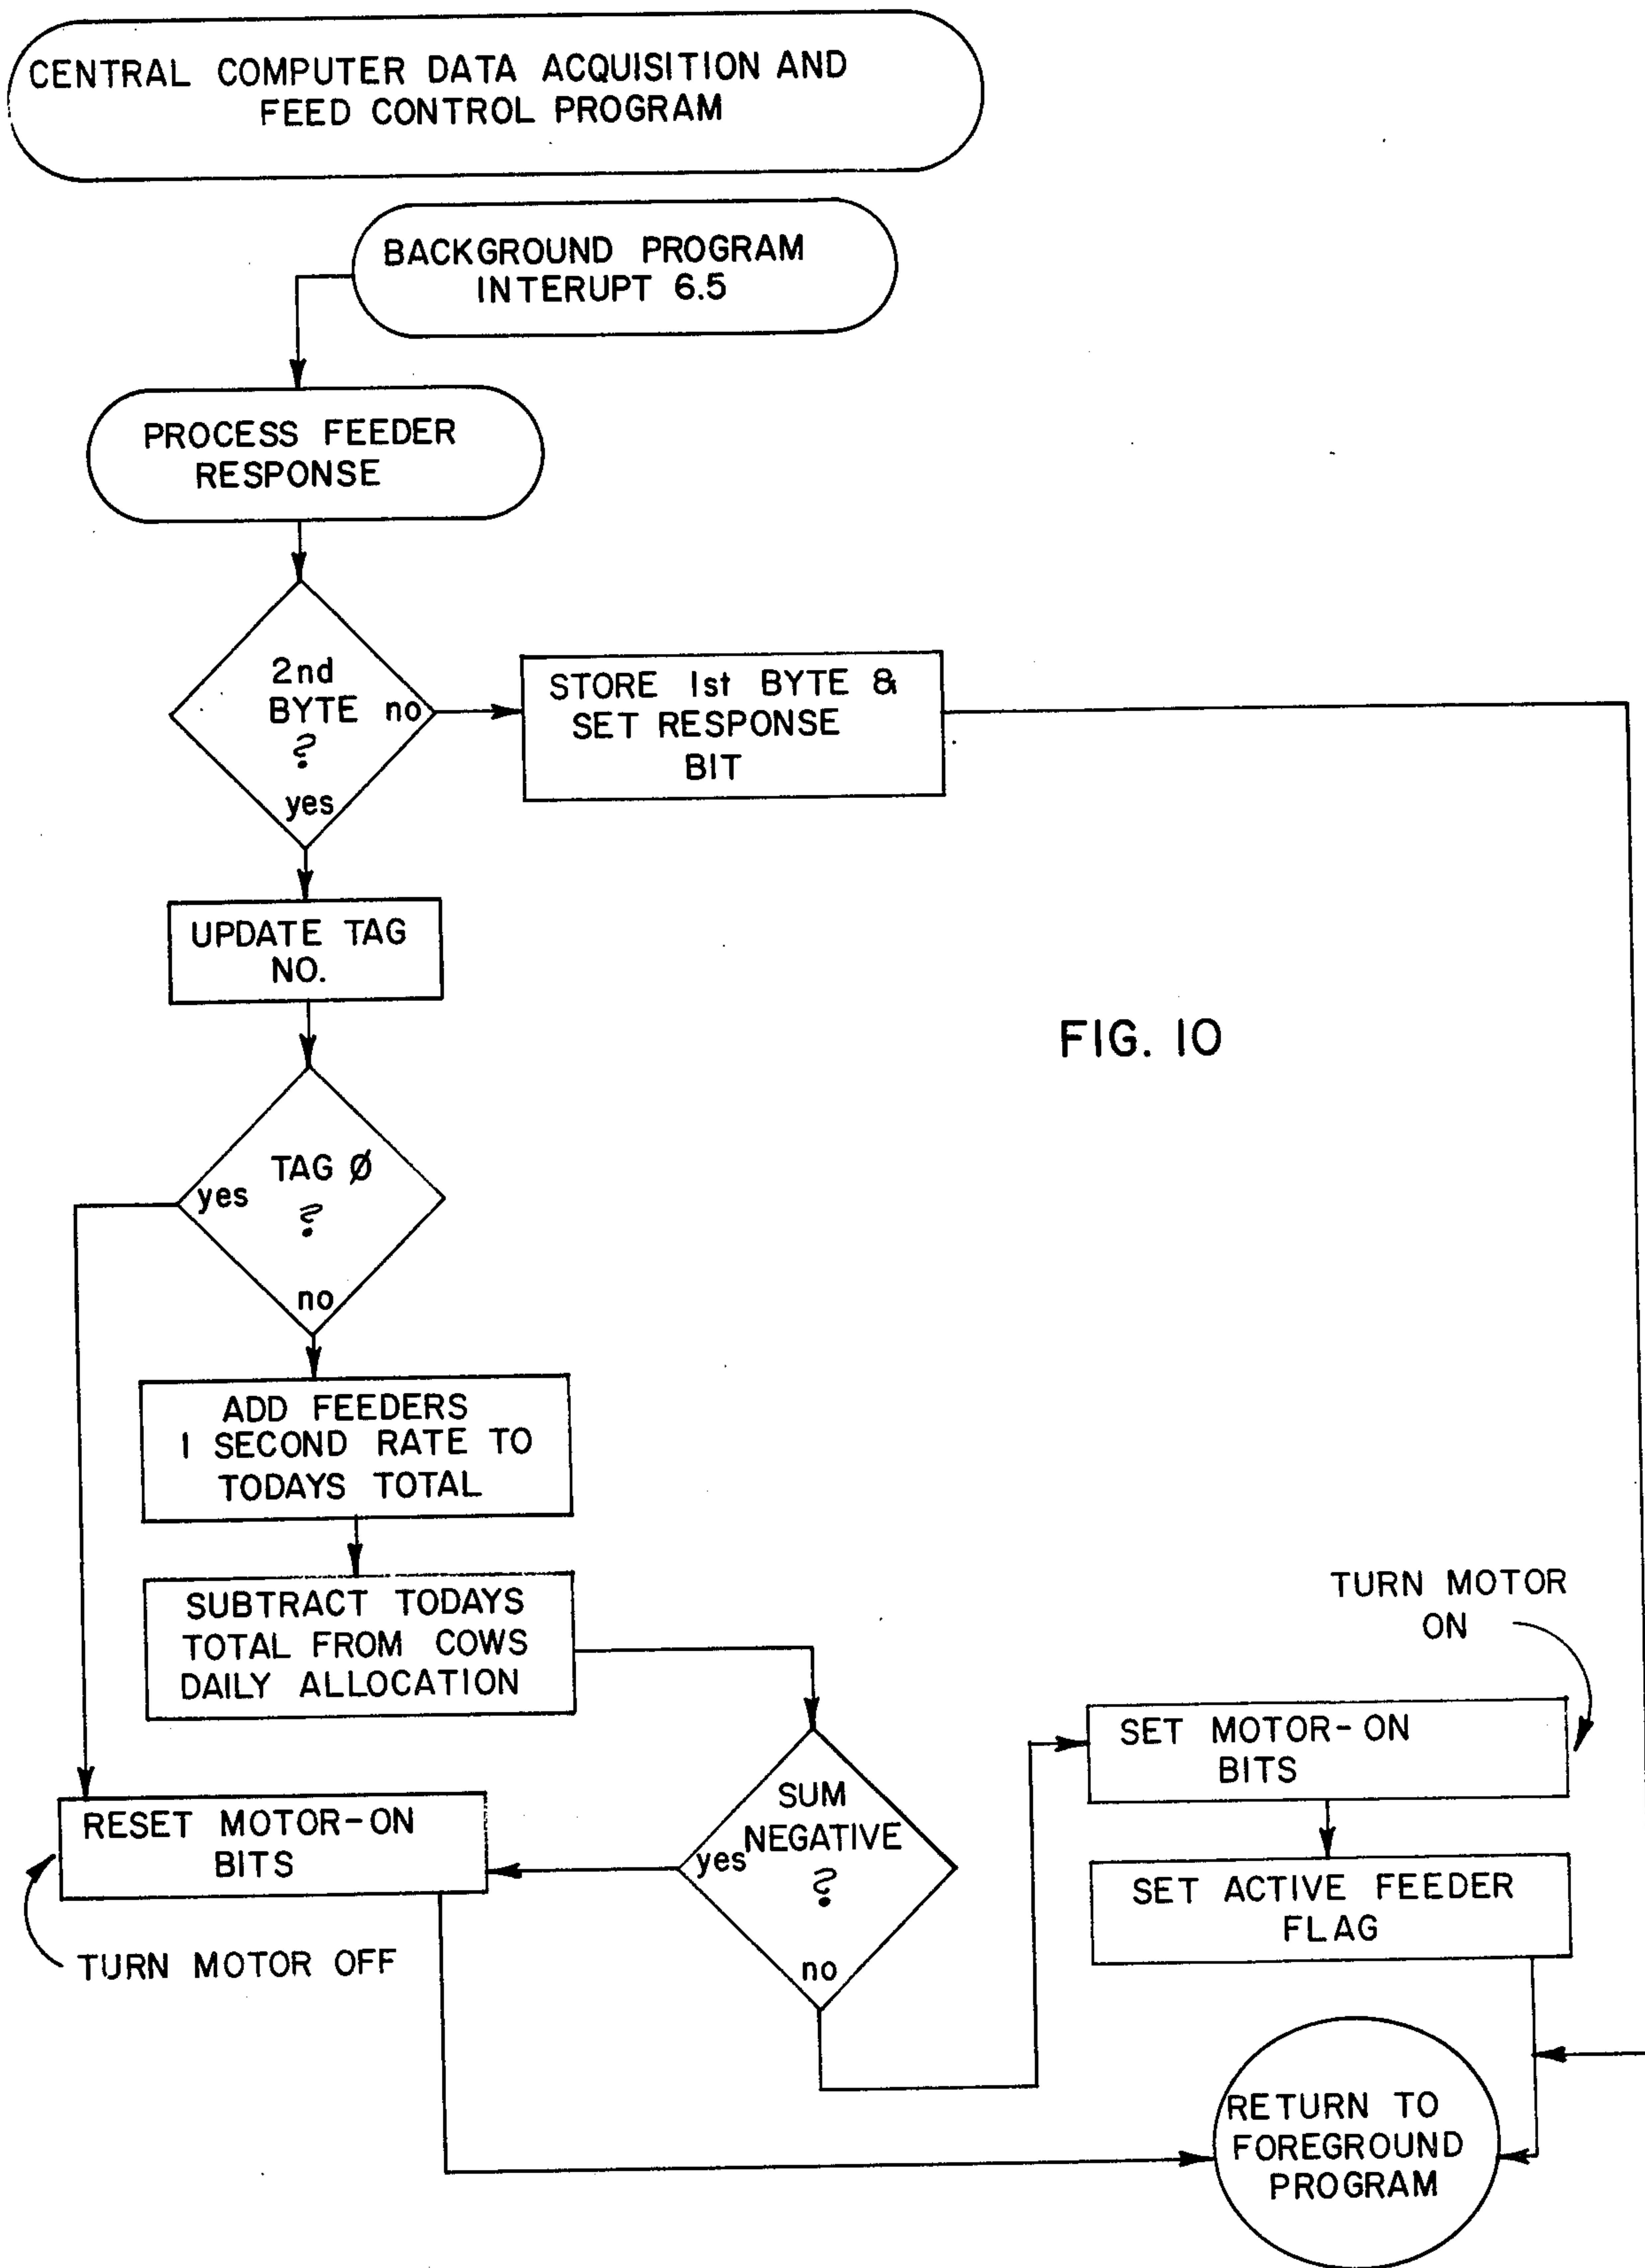 CENTRAL COMPUTER DATA ACQUISITION AND
FEED CONTROL PROGRAM
BACKGROUND PROGRAM
INTERUPT 6.5
PROCESS FEEDER
RESPONSE
2nd
BYTE no
?
yes
STORE 1st BYTE &
SET RESPONSE
BIT
UPDATE TAG
NO.
FIG. 10
TAG Ø
yes
?
no
ADD FEEDERS
1 SECOND RATE TO
TODAYS TOTAL
SUBTRACT TODAYS
TOTAL FROM COWS
DAILY ALLOCATION
SUM
NEGATIVE
yes
?
no
RESET MOTOR-ON
BITS
TURN MOTOR OFF
TURN MOTOR
ON
SET MOTOR-ON
BITS
SET ACTIVE FEEDER
FLAG
RETURN TO
FOREGROUND
PROGRAM